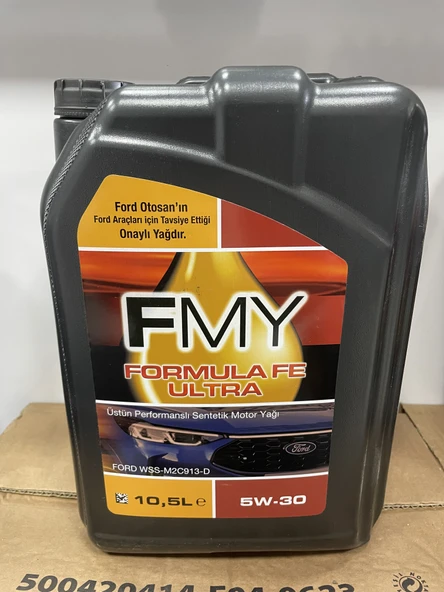 Ford Otosan'ın
Ford Araçları için Tavsiye Ettiği
Onaylı Yağdır.
FMY
FORMULA FE
ULTRA
Üstün Performanslı Sentetik Motor Yağı
Ford
FORD WSS-M2C913-D
10,5L e
5W-30